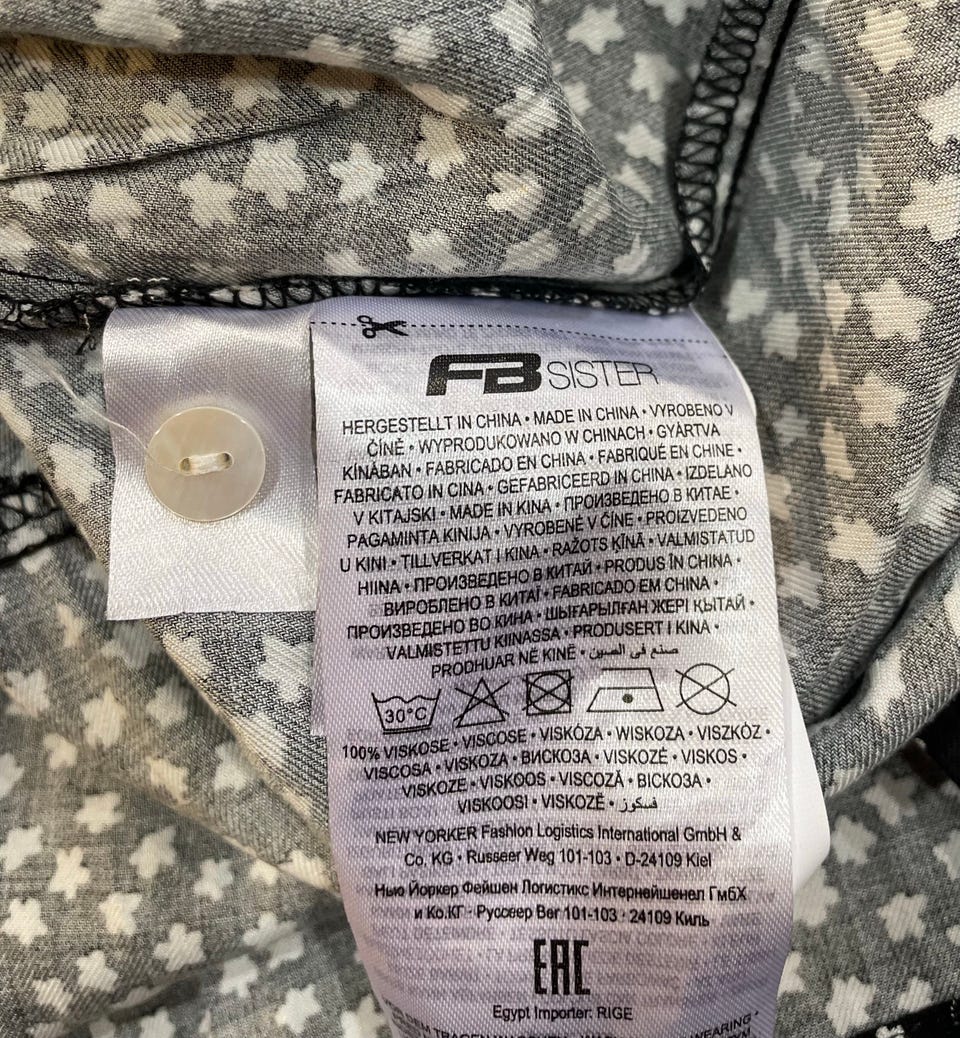 FB SISTER
HERGESTELLT IN CHINA • MADE IN CHINA • VYROBENO V
ČÍNĚ • WYPRODUKOWANO W CHINACH • GYÁRTVA
KÍNÁBAN • FABRICADO EN CHINA • FABRIQUÉ EN CHINE •
FABRICATO IN CINA • GEFABRICEERD IN CHINA • IZDELANO
V KITAJSKI • MADE IN KINA • ПРОИЗВЕДЕНО В КИТАЕ •
PAGAMINTA KINIJA • VYROBENÉ V ČÍNE • PROIZVEDENO
U KINI • TILLVERKAT I KINA • RAŽOTS ĶĪNĀ • VALMISTATUD
HIINA • ПРОИЗВЕДЕНО В КИТАЙ • PRODUS ÎN CHINA •
ВИРОБЛЕНО В КИТАЇ • FABRICADO EM CHINA •
ПРОИЗВЕДЕНО ВО КИНА • ШЫҒАРЫЛҒАН ЖЕРІ ҚЫТАЙ •
VALMISTETTU KIINASSA • PRODUSERT I KINA •
PRODHUAR NË KINË • صنع في الصين
30°C
100% VISKOSE • VISCOSE • VISKÓZA • WISKOZA • VISZKÓZ •
VISCOSA • VISKOZA • ВИСКОЗА • VISKOZĖ • VISKOS •
VISKOZE • VISKOOS • VISCOZĂ • ВІСКОЗА •
VISKOOSI • VISKOZË • فسكوز
NEW YORKER Fashion Logistics International GmbH &
Co. KG • Russeer Weg 101-103 • D-24109 Kiel
Нью Йоркер Фейшен Логистикс Интернейшенел ГмбХ
и Ко.КГ · Руссеер Вег 101-103 · 24109 Киль
EAC
Egypt Importer: RIGE
WEARING •